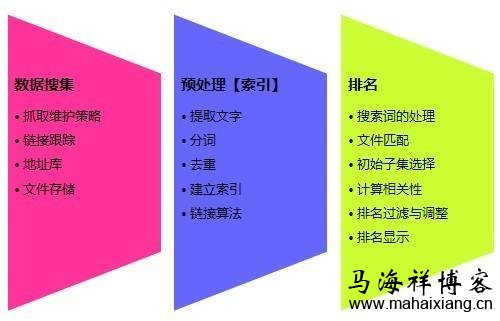 数据搜集
• 抓取维护策略
• 链接跟踪
• 地址库
• 文件存储
预处理【索引】
• 提取文字
• 分词
• 去重
• 建立索引
• 链接算法
排名
• 搜索词的处理
• 文件匹配
• 初始子集选择
• 计算相关性
• 排名过滤与调整
• 排名显示
马海祥博客
www.mahaixiang.cn